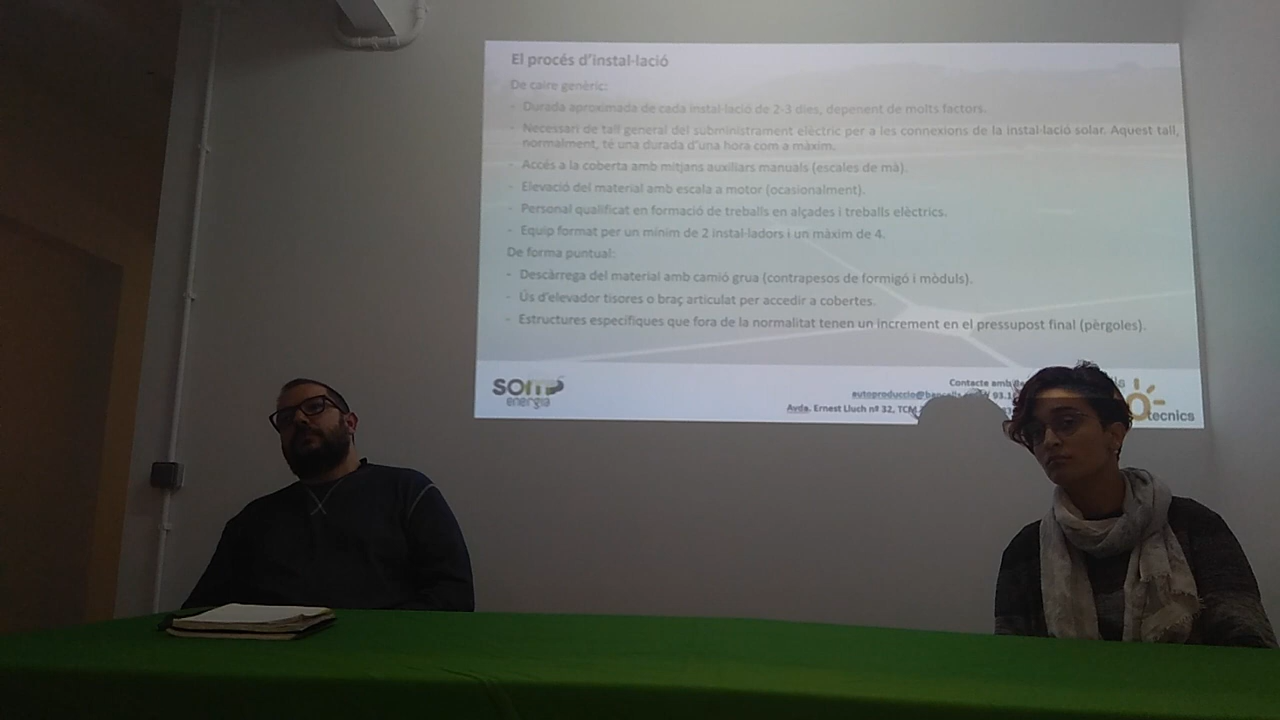 El procés d'instal·lació
De caire genèric:
- Durada aproximada de cada instal·lació de 2-3 dies, depenent de molts factors.
- Necessari de tall general del subministrament elèctric per a les connexions de la instal·lació solar. Aquest tall,
normalment, té una durada d'una hora com a màxim.
- Accés a la coberta amb mitjans auxiliars manuals (escales de mà).
- Elevació del material amb escala a motor (ocasionalment).
- Personal qualificat en formació de treballs en alçades i treballs elèctrics.
- Equip format per un mínim de 2 instal·ladors i un màxim de 4.
De forma puntual:
- Descàrrega del material amb camió grua (contrapesos de formigó i mòduls).
- Ús d'elevador tisores o braç articulat per accedir a cobertes.
- Estructures específiques que fora de la normalitat tenen un increment en el pressupost final (pèrgoles).
som
energia
Contacte amb
autoproduccio@ 93.1
Avda. Ernest Lluch nº 32, TCM
tecnics